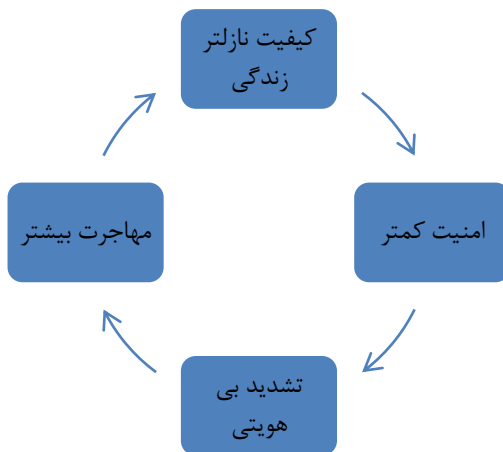 کیفیت نازلتر
زندگی
امنیت کمتر
تشدید بی
هویتی
مهاجرت بیشتر